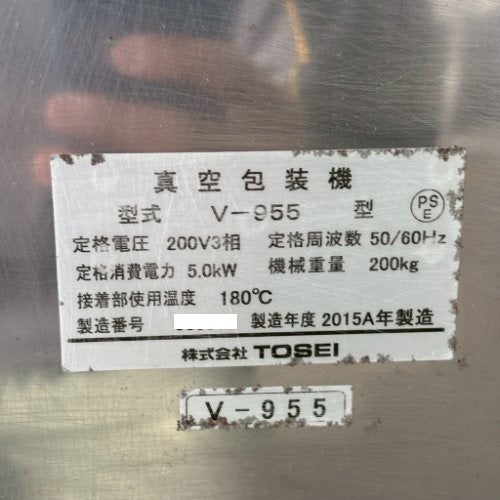 真空包装機
型式 V-955 型 PSE
定格電圧 200V3相 定格周波数 50/60Hz
定格消費電力 5.0kW 機械重量 200kg
接着部使用温度 180℃
製造番号 製造年度 2015A年製造
株式会社 TOSEI
V-955